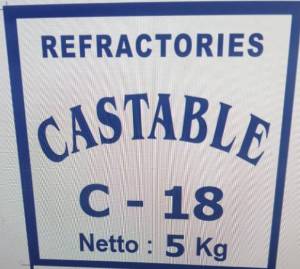 REFRACTORIES
CASTABLE
C - 18
Netto : 5 Kg